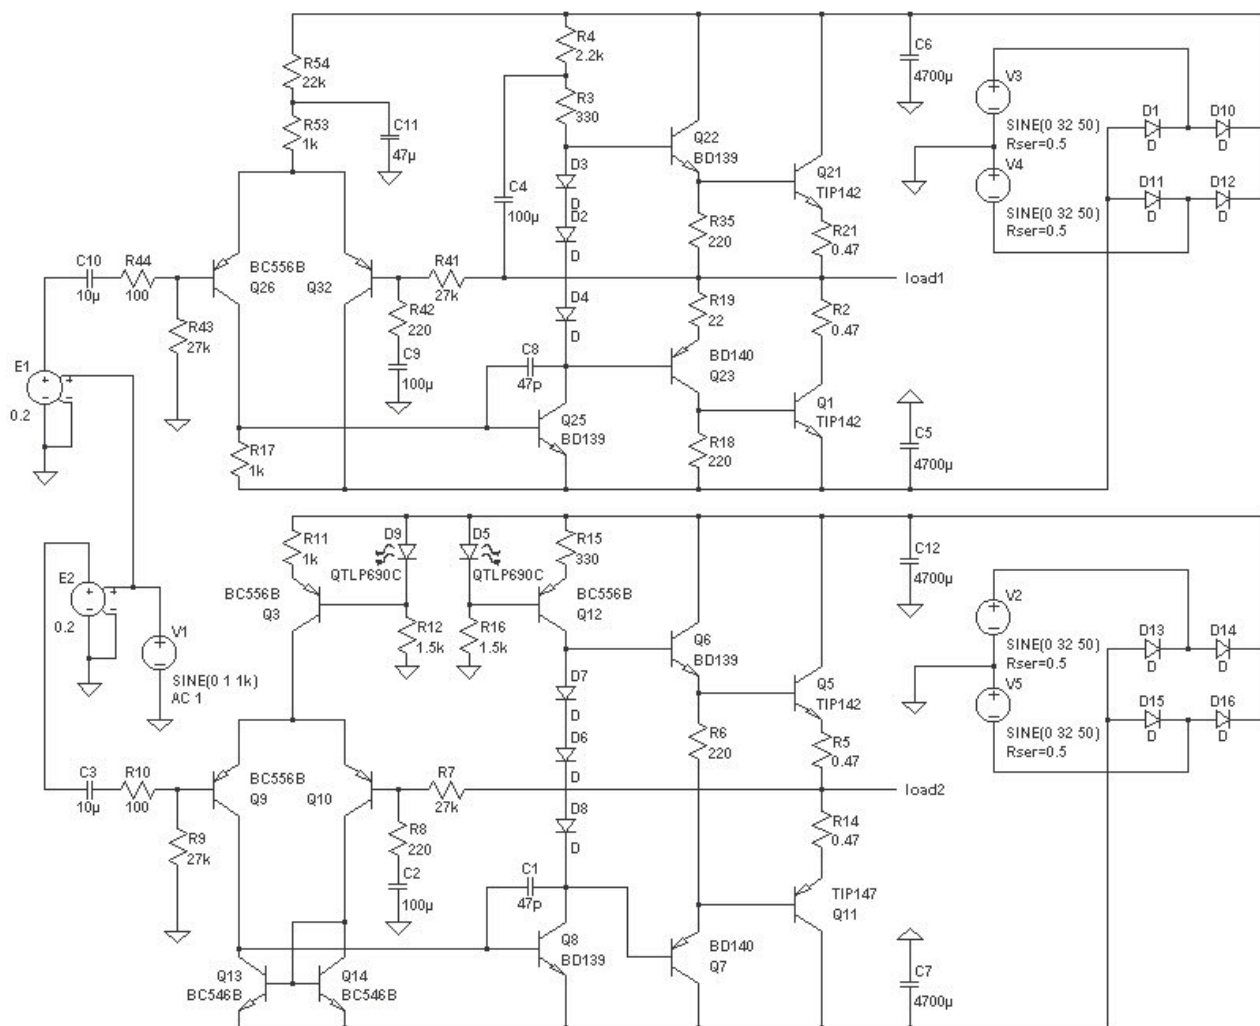 R54
22k
R53
1k
C11
47µ
R4
2.2k
R3
330
C4
100µ
D3
D
D2
D
D4
D
Q22
BD139
Q21
TIP142
R35
220
R21
0.47
C6
4700µ
V3
SINE(0 32 50)
Rser=0.5
V4
SINE(0 32 50)
Rser=0.5
D1
D
D10
D
D11
D
D12
D
C10
10µ
R44
100
BC556B
Q26
Q32
R41
27k
load1
R43
27k
R42
220
C9
100µ
R19
22
R2
0.47
E1
0.2
C8
47p
BD140
Q23
Q25
BD139
Q1
TIP142
R18
220
C5
4700µ
R17
1k
R11
1k
D9
QTLP690C
D5
QTLP690C
R15
330
C12
4700µ
BC556B
Q3
BC556B
Q12
E2
0.2
V1
SINE(0 1 1k)
AC 1
R12
1.5k
R16
1.5k
Q6
BD139
Q5
TIP142
D7
D
D6
D
D8
D
R6
220
R5
0.47
V2
SINE(0 32 50)
Rser=0.5
V5
SINE(0 32 50)
Rser=0.5
D13
D
D14
D
D15
D
D16
D
C3
10µ
R10
100
BC556B
Q9
Q10
R7
27k
load2
R9
27k
R8
220
C2
100µ
R14
0.47
C1
47p
TIP147
Q11
Q8
BD139
BD140
Q7
C7
4700µ
Q13
BC546B
Q14
BC546B